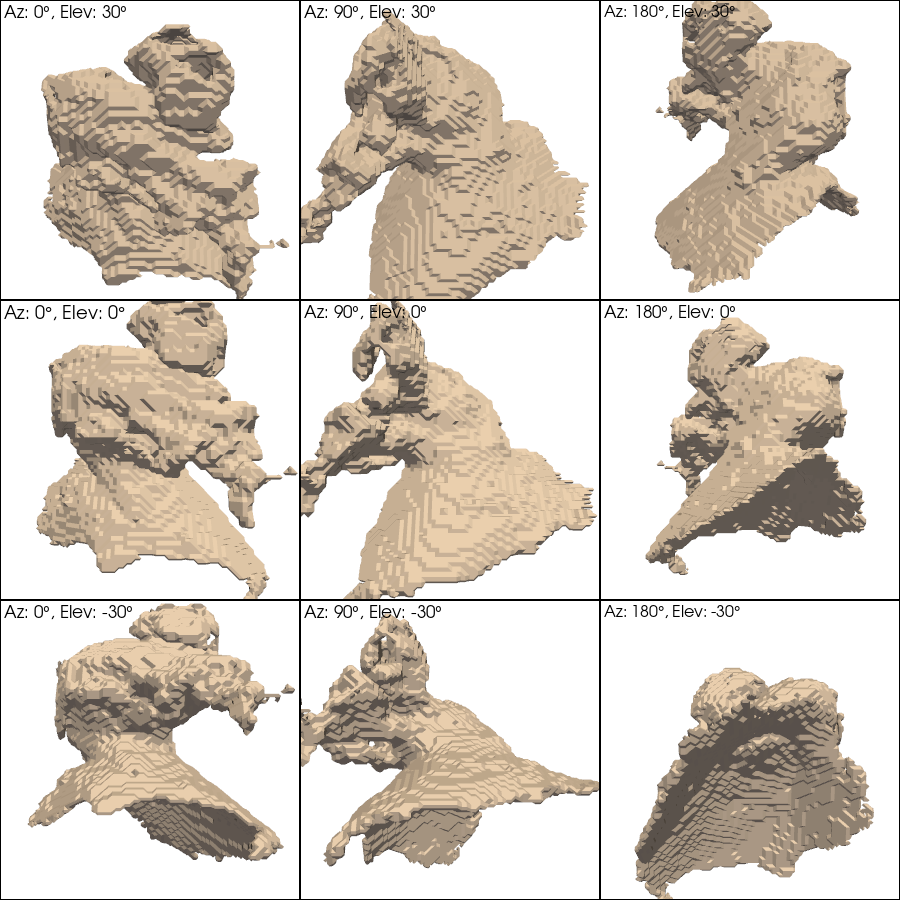 Az: 0°, Elev: 30°
Az: 90°, Elev: 30°
Az: 180°, Elev: 30°
Az: 0°, Elev: 0°
Az: 90°, Elev: 0°
Az: 180°, Elev: 0°
Az: 0°, Elev: -30°
Az: 90°, Elev: -30°
Az: 180°, Elev: -30°